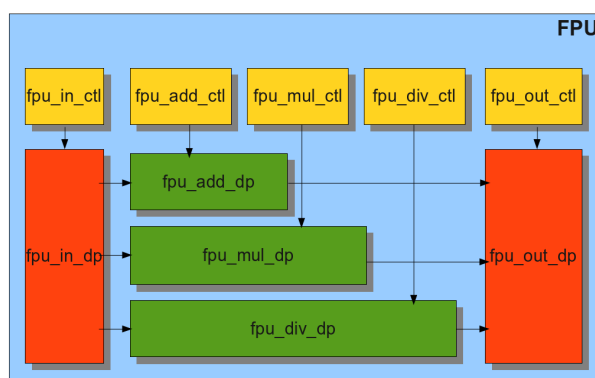 FPU
fpu_in_ctl
fpu_add_ctl
fpu_mul_ctl
fpu_div_ctl
fpu_out_ctl
fpu_add_dp
fpu_in_dp
fpu_mul_dp
fpu_out_dp
fpu_div_dp